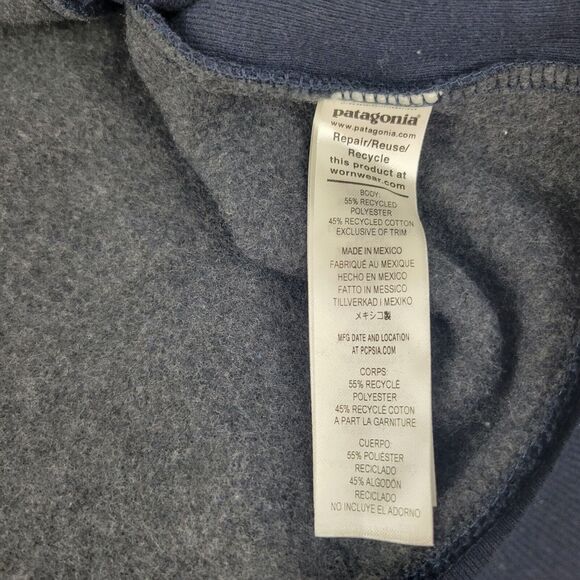 patagonia®
www.patagonia.com
Repair/Reuse/
Recycle
this product at
wornwear.com
BODY:
55% RECYCLED
POLYESTER
45% RECYCLED COTTON
EXCLUSIVE OF TRIM
MADE IN MEXICO
FABRIQUÉ AU MEXIQUE
HECHO EN MEXICO
FATTO IN MESSICO
TILLVERKAD I MEXIKO
メキシコ製
MFG DATE AND LOCATION
AT PCPSIA.COM
CORPS:
55% RECYCLÉ
POLYESTER
45% RECYCLÉ COTON
A PART LA GARNITURE
CUERPO:
55% POLIÉSTER
RECICLADO
45% ALGODÓN
RECICLADO
NO INCLUYE EL ADORNO